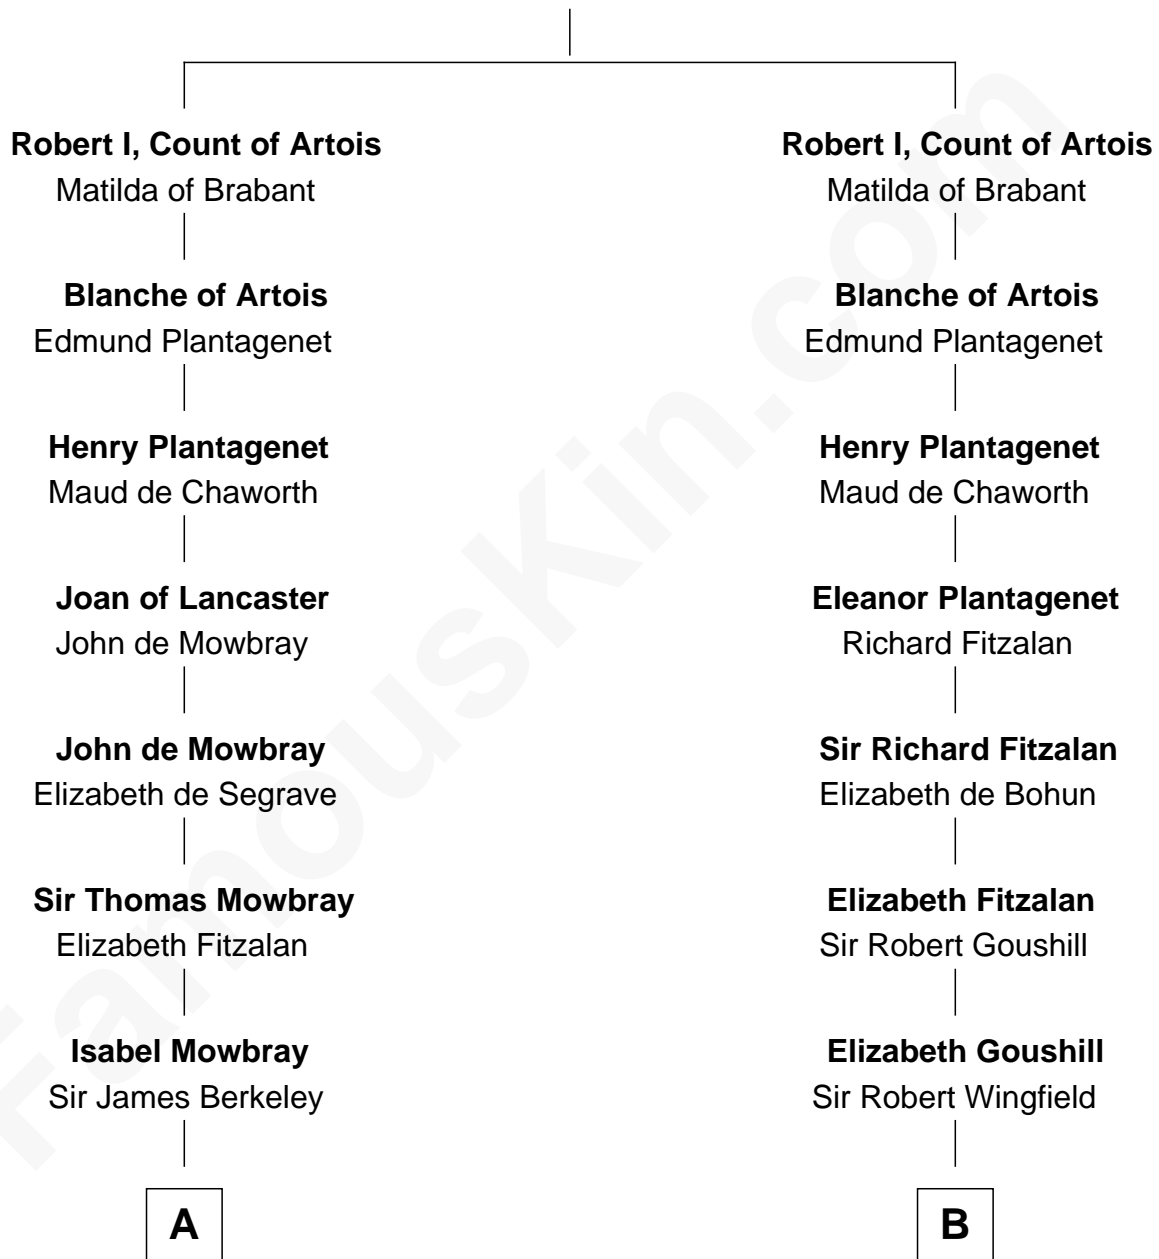 Robert I, Count of Artois
Matilda of Brabant
Blanche of Artois
Edmund Plantagenet
Henry Plantagenet
Maud de Chaworth
Joan of Lancaster
John de Mowbray
John de Mowbray
Elizabeth de Segrave
Sir Thomas Mowbray
Elizabeth Fitzalan
Isabel Mowbray
Sir James Berkeley
A
Robert I, Count of Artois
Matilda of Brabant
Blanche of Artois
Edmund Plantagenet
Henry Plantagenet
Maud de Chaworth
Eleanor Plantagenet
Richard Fitzalan
Sir Richard Fitzalan
Elizabeth de Bohun
Elizabeth Fitzalan
Sir Robert Goushill
Elizabeth Goushill
Sir Robert Wingfield
B
FamousKin.com